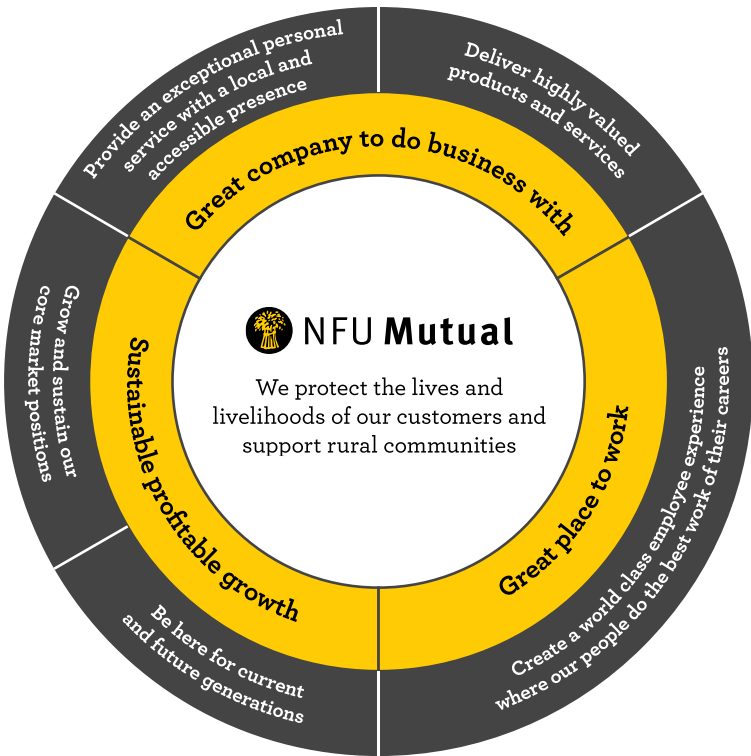 NFU Mutual
We protect the lives and
livelihoods of our customers and
support rural communities
Great company to do business with
Great place to work
Sustainable profitable growth
Provide an exceptional personal
service with a local and
accessible presence
Deliver highly valued
products and services
Create a world class employee experience
where our people do the best work of their careers
Be here for current
and future generations
Grow and sustain our
core market positions